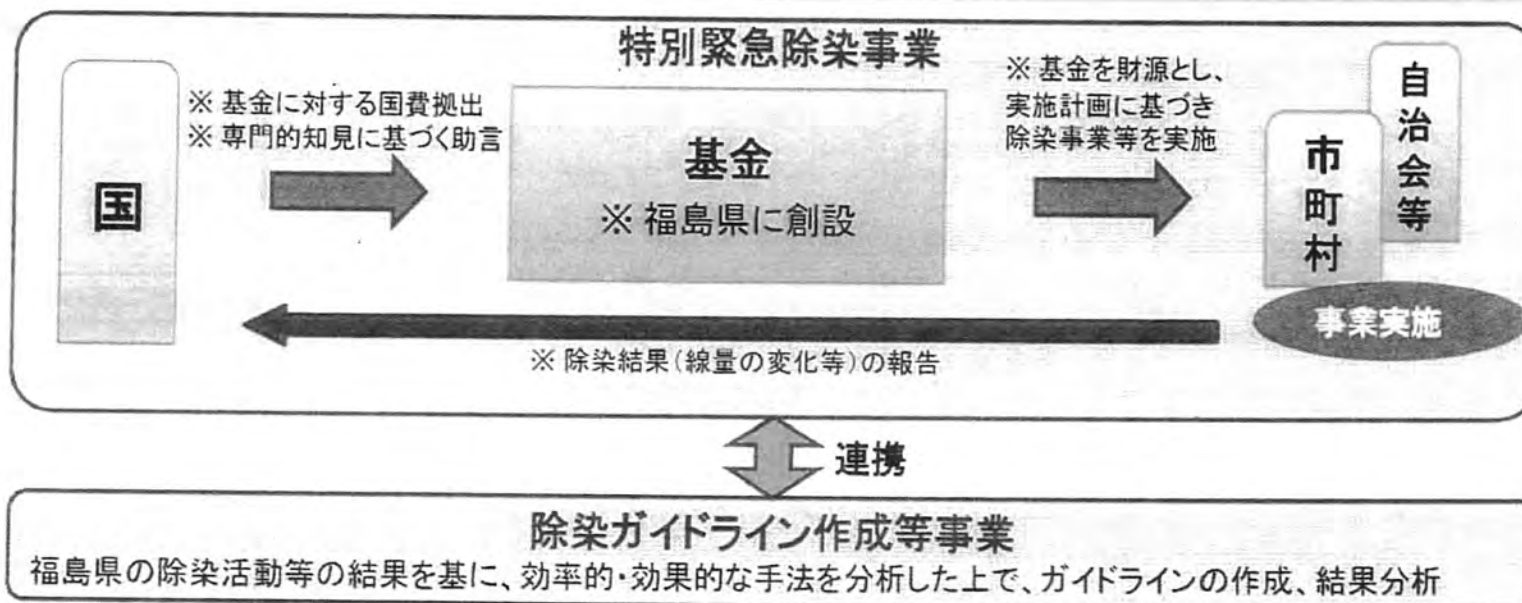 特別緊急除染事業
国
※ 基金に対する国費拠出
※ 専門的知見に基づく助言
基金
※ 福島県に創設
※ 基金を財源とし、
実施計画に基づき
除染事業等を実施
市町村
自治会等
事業実施
※ 除染結果(線量の変化等)の報告
連携
除染ガイドライン作成等事業
福島県の除染活動等の結果を基に、効率的・効果的な手法を分析した上で、ガイドラインの作成、結果分析